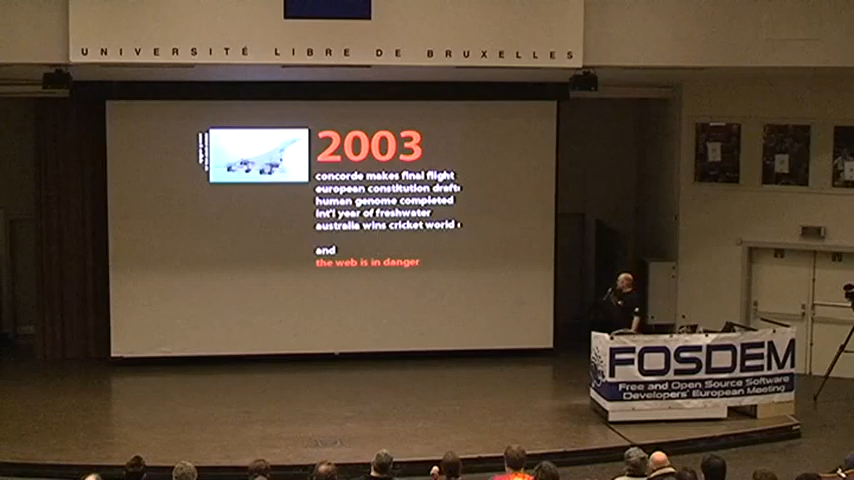 UNIVERSITÉ LIBRE DE BRUXELLES
2003
concorde makes final flight
european constitution draft
human genome completed
int'l year of freshwater
australia wins cricket world
and
the web is in danger
FOSDEM
Free and Open Source Software
Developers' European Meeting